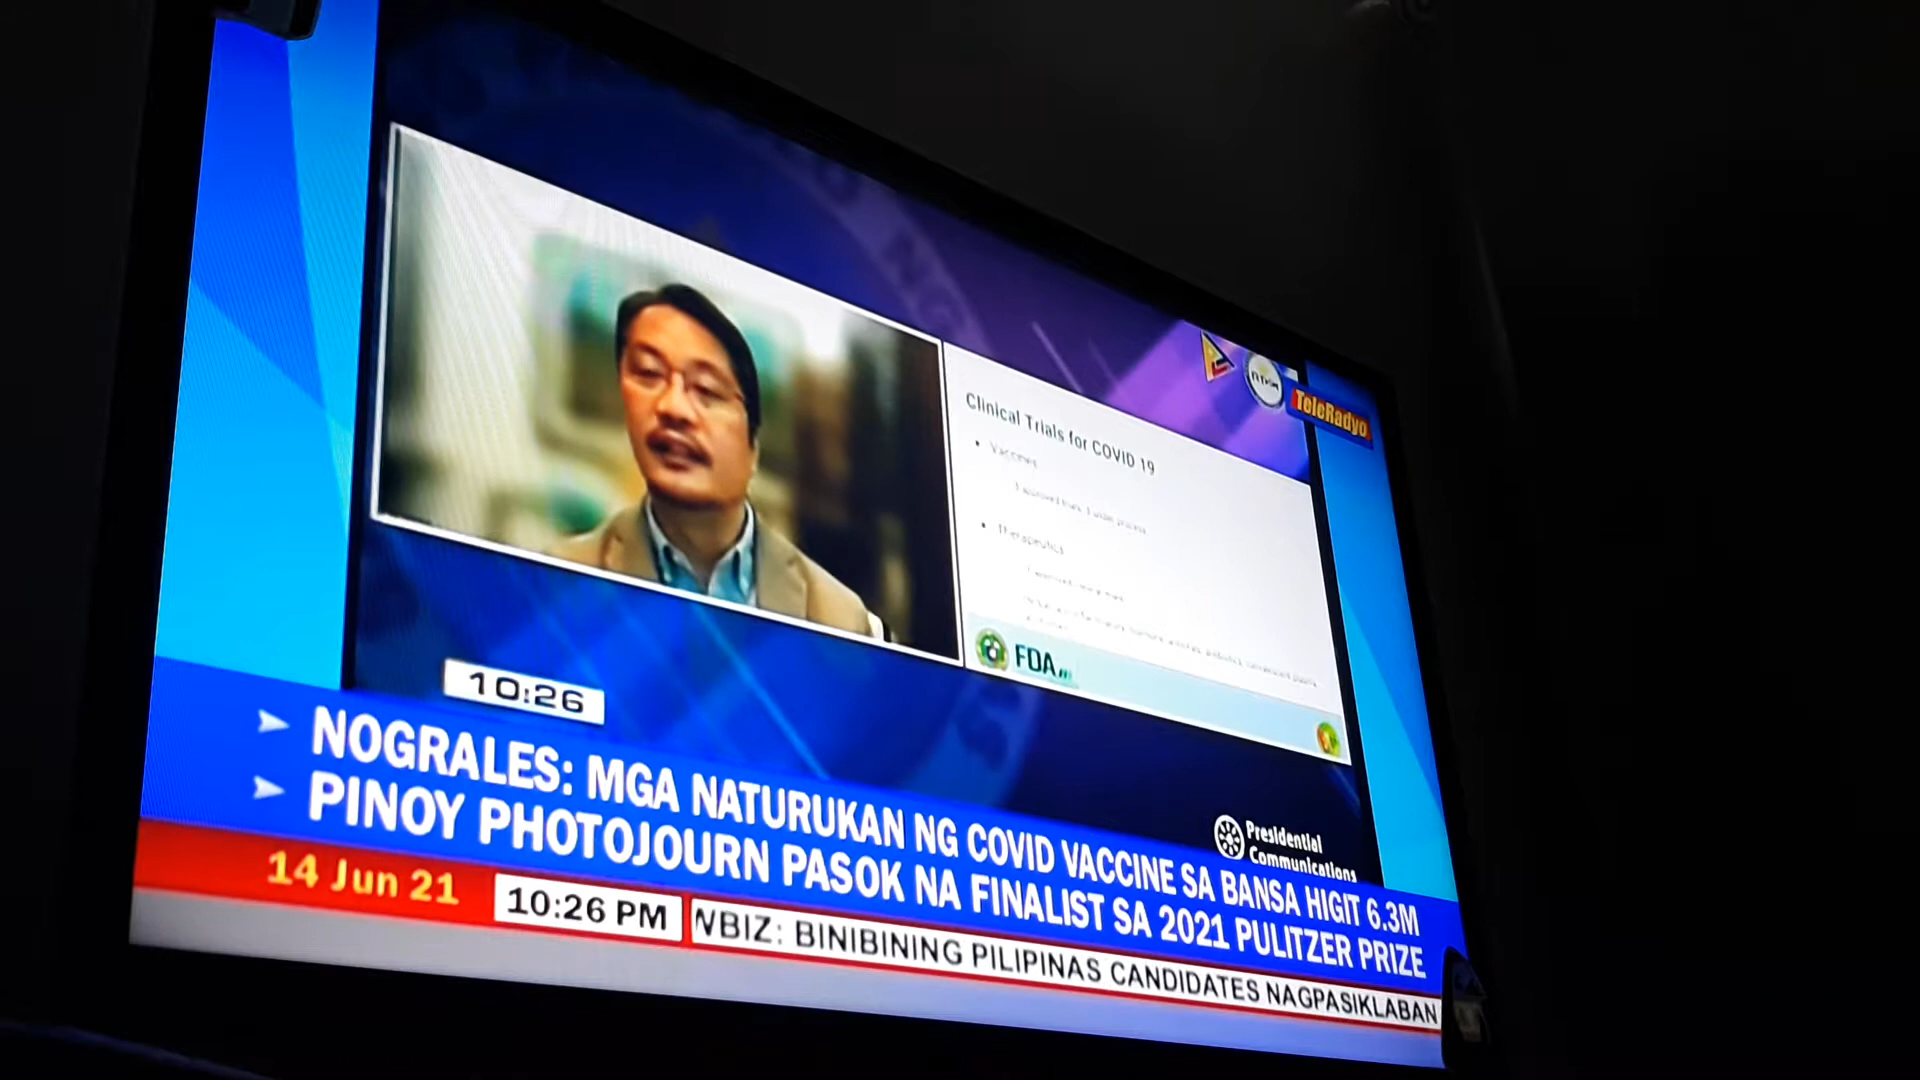 TeleRadyo
Clinical Trials for COVID 19
Vaccines
Therapeutics
FDA
10:26
Presidential
Communications
NOGRALES: MGA NATURUKAN NG COVID VACCINE SA BANSA HIGIT 6.3M
PINOY PHOTOJOURN PASOK NA FINALIST SA 2021 PULITZER PRIZE
14 Jun 21
10:26 PM
WBIZ: BINIBINING PILIPINAS CANDIDATES NAGPASIKLABAN